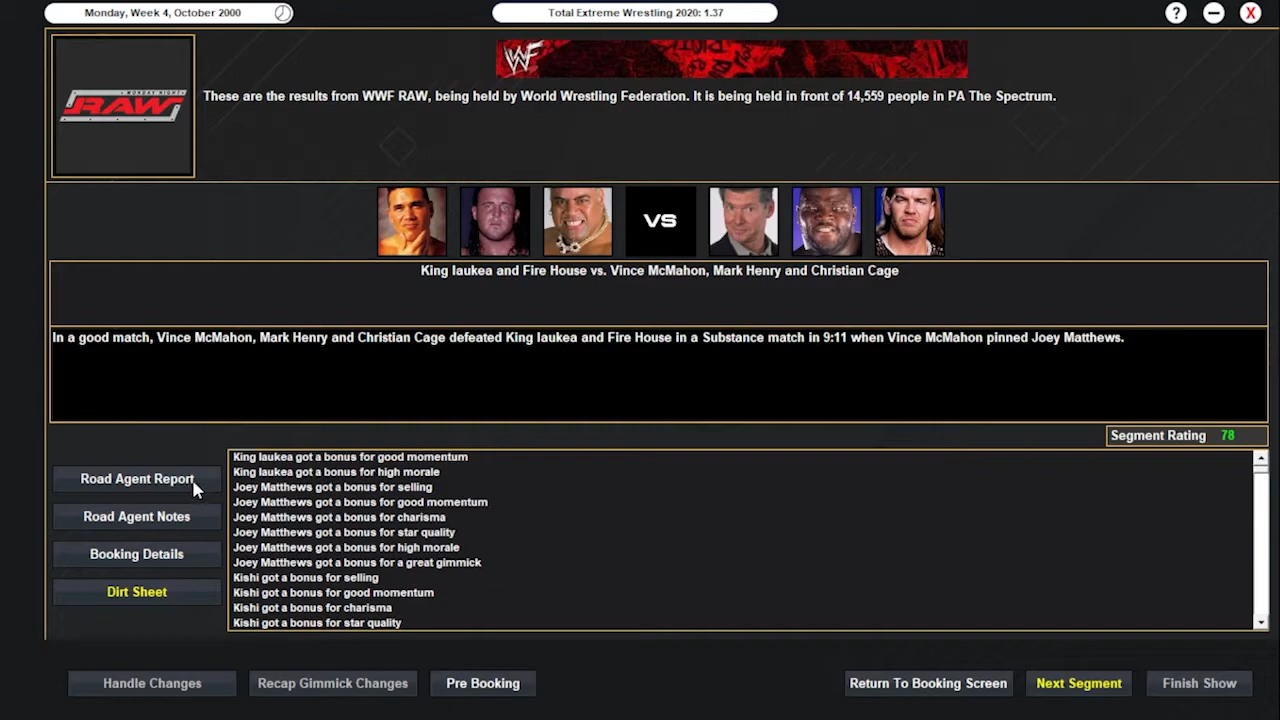 Monday, Week 4, October 2000
Total Extreme Wrestling 2020: 1.37
?
X
WWF
MONDAY NIGHT
RAW
These are the results from WWF RAW, being held by World Wrestling Federation. It is being held in front of 14,559 people in PA The Spectrum.
VS
King Iaukea and Fire House vs. Vince McMahon, Mark Henry and Christian Cage
In a good match, Vince McMahon, Mark Henry and Christian Cage defeated King Iaukea and Fire House in a Substance match in 9:11 when Vince McMahon pinned Joey Matthews.
Segment Rating 78
Road Agent Report
Road Agent Notes
Booking Details
Dirt Sheet
King Iaukea got a bonus for good momentum
King Iaukea got a bonus for high morale
Joey Matthews got a bonus for selling
Joey Matthews got a bonus for good momentum
Joey Matthews got a bonus for charisma
Joey Matthews got a bonus for star quality
Joey Matthews got a bonus for high morale
Joey Matthews got a bonus for a great gimmick
Kishi got a bonus for selling
Kishi got a bonus for good momentum
Kishi got a bonus for charisma
Kishi got a bonus for star quality
Handle Changes
Recap Gimmick Changes
Pre Booking
Return To Booking Screen
Next Segment
Finish Show